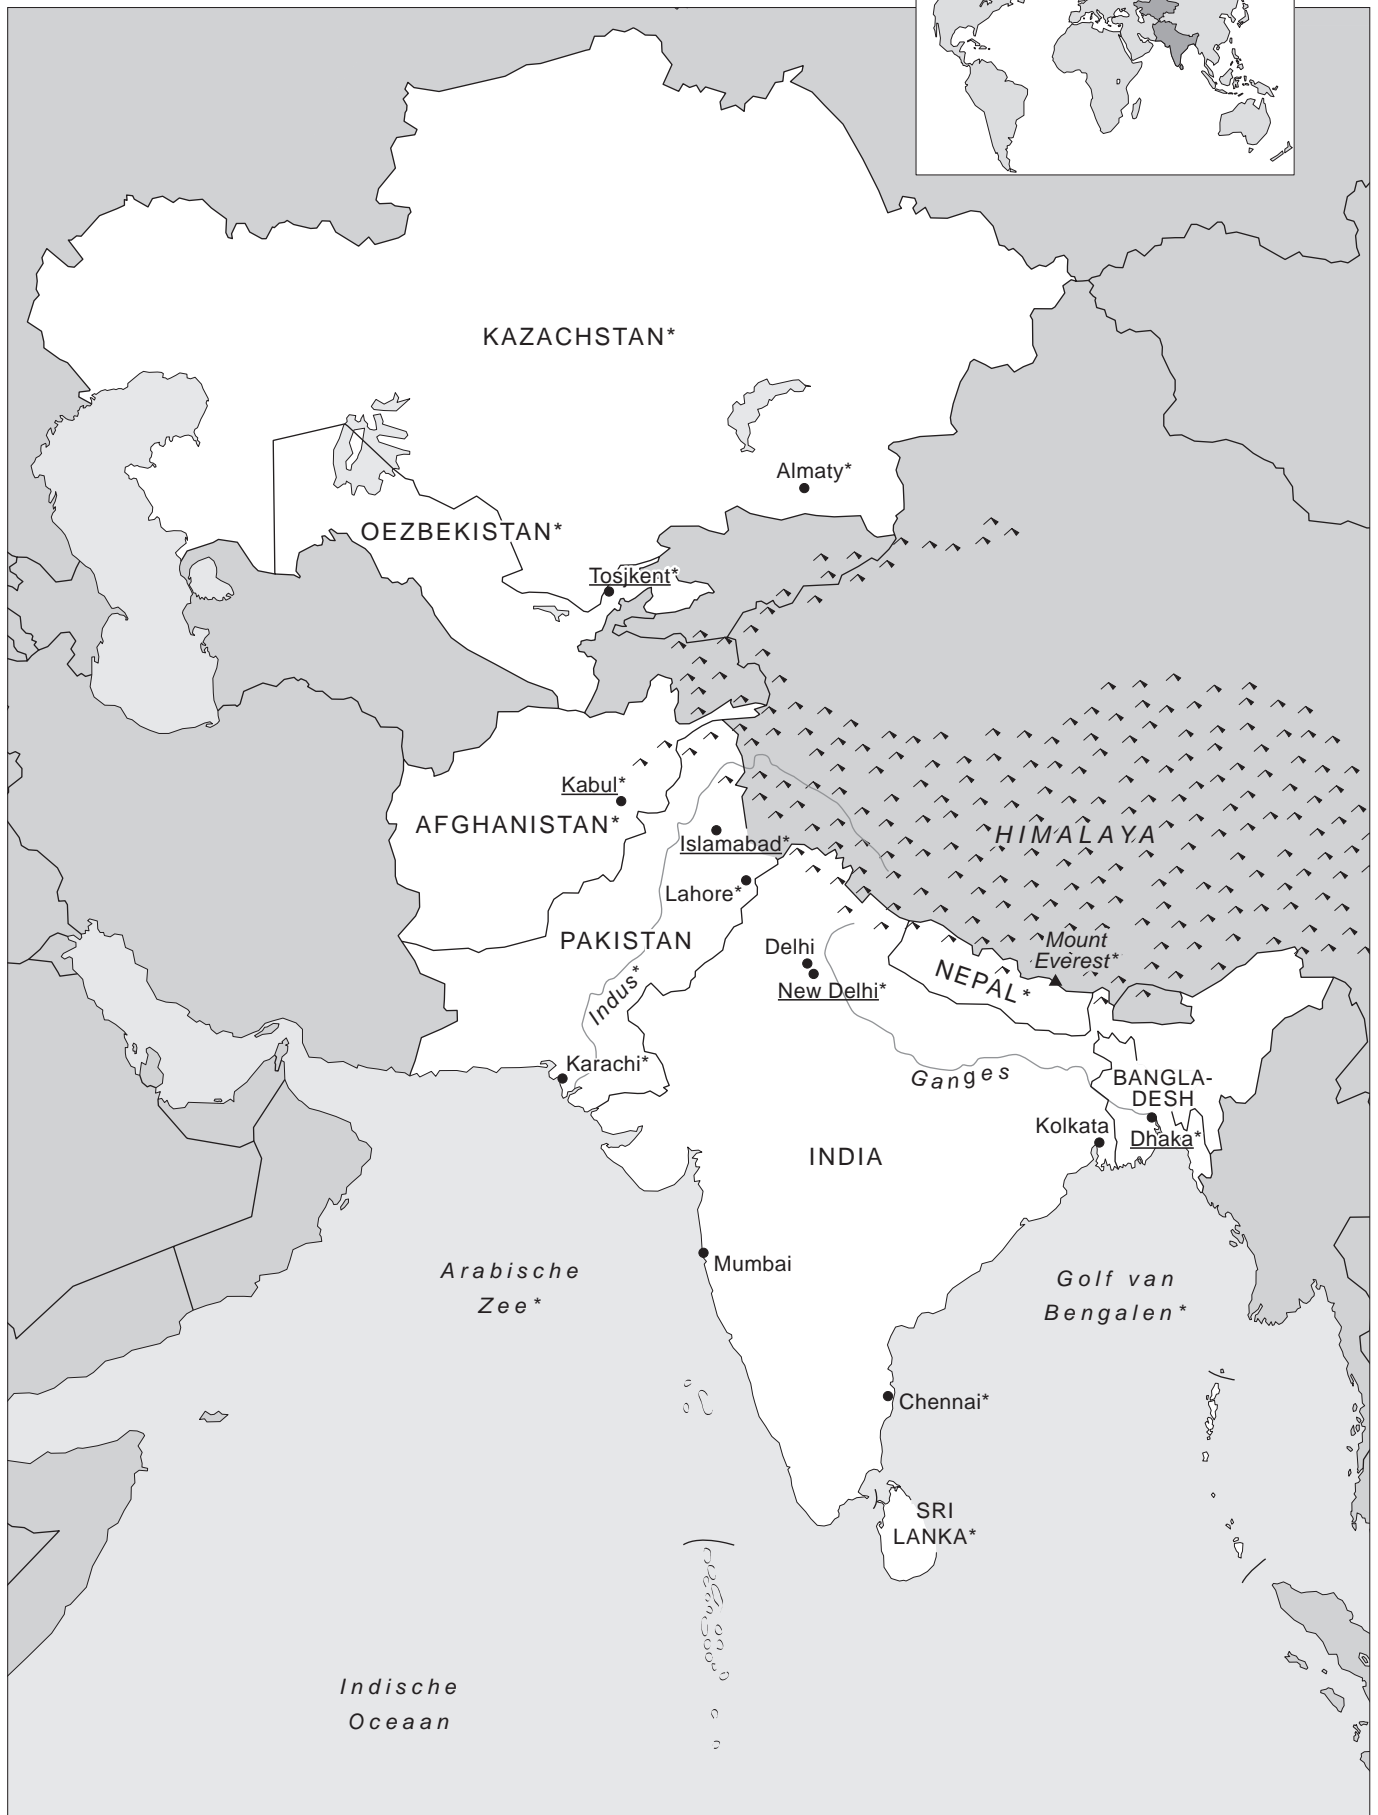 KAZACHSTAN*
Almaty*
OEZBEKISTAN*
Tosjkent*
Kabul*
AFGHANISTAN*
Islamabad*
HIMALAYA
Lahore*
PAKISTAN
Delhi
New Delhi*
Mount
Everest*
NEPAL*
Indus*
Karachi*
Ganges
BANGLA-
DESH
Kolkata
Dhaka*
INDIA
Mumbai
Arabische
Zee*
Golf van
Bengalen*
Chennai*
SRI
LANKA*
Indische
Oceaan